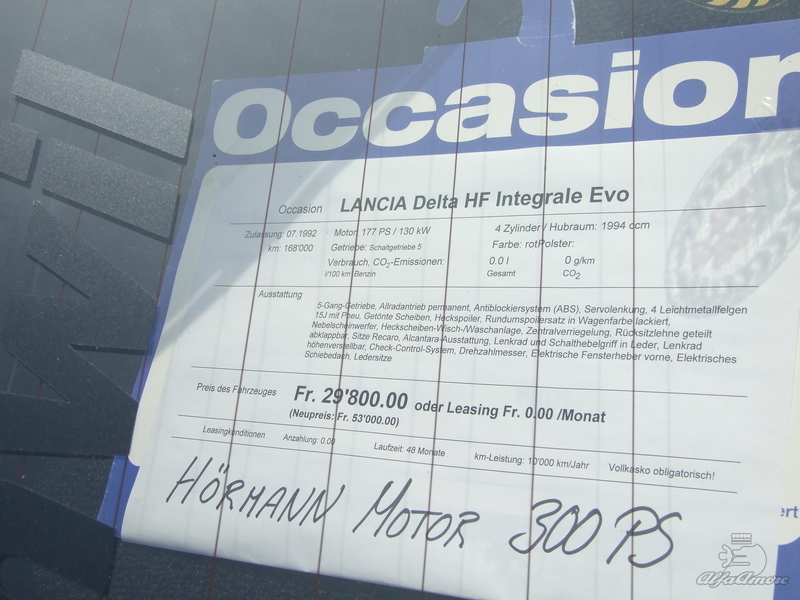 Occasion
Occasion LANCIA Delta HF Integrale Evo
Zulassung: 07.1992 Motor: 177 PS / 130 kW 4 Zylinder / Hubraum: 1994 ccm
km: 168'000 Getriebe: Schaltgetriebe 5 Farbe: rotPolster:
Verbrauch, CO2-Emissionen: 0.0 l 0 g/km
l/100 km Benzin Gesamt CO2
Ausstattung
5-Gang-Getriebe, Allradantrieb permanent, Antiblockiersystem (ABS), Servolenkung, 4 Leichtmetallfelgen
15J mit Pneu, Getönte Scheiben, Heckspoiler, Rundumspoilersatz in Wagenfarbe lackiert,
Nebelscheinwerfer, Heckscheiben-Wisch-/Waschanlage, Zentralverriegelung, Rücksitzlehne geteilt
abklappbar, Sitze Recaro, Alcantara-Ausstattung, Lenkrad und Schalthebelgriff in Leder, Lenkrad
höhenverstellbar, Check-Control-System, Drehzahlmesser, Elektrische Fensterheber vorne, Elektrisches
Schiebedach, Ledersitze
Preis des Fahrzeuges Fr. 29'800.00 oder Leasing Fr. 0.00 /Monat
(Neupreis: Fr. 53'000.00)
Leasingkonditionen Anzahlung: 0.00 Laufzeit: 48 Monate km-Leistung: 10'000 km/Jahr Vollkasko obligatorisch!
HÖRMANN MOTOR 300 PS
ert
AlfaAmore